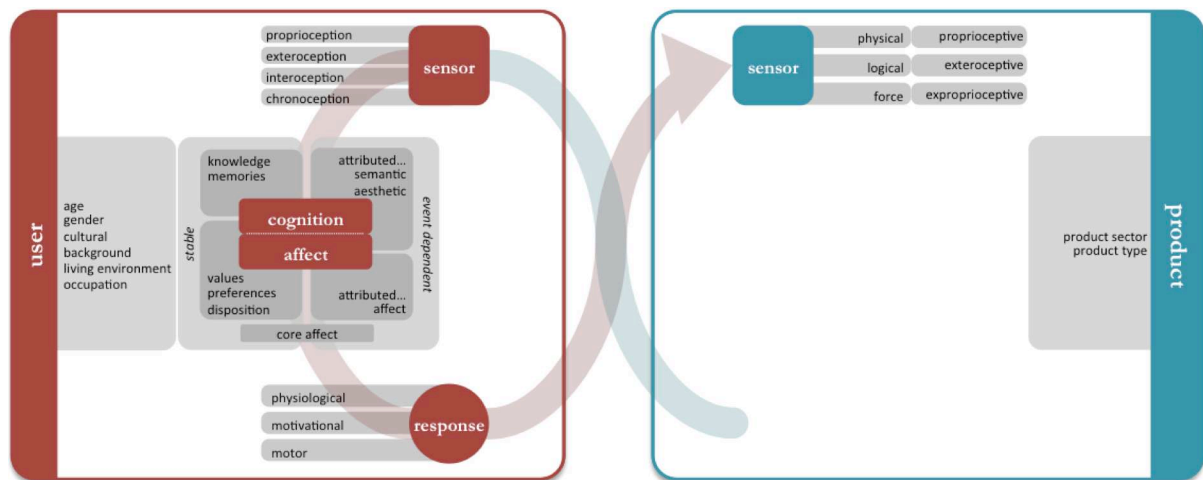 user
proprioception
exteroception
interoception
chronoception
sensor
age
gender
cultural
background
living environment
occupation
stable
knowledge
memories
attributed...
semantic
aesthetic
cognition
affect
values
preferences
disposition
attributed...
affect
event dependent
core affect
physiological
motivational
motor
response
sensor
physical
proprioceptive
logical
exteroceptive
force
exproprioceptive
product sector
product type
product